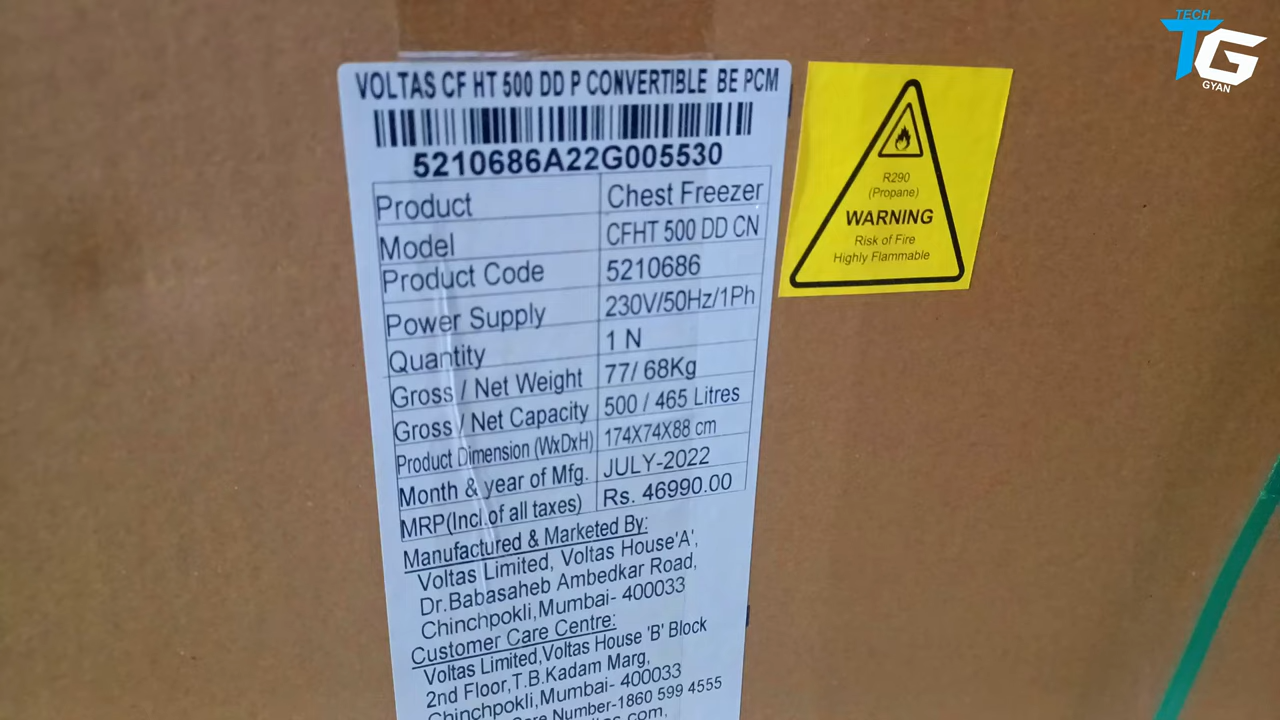 TECH
TG
GYAN
VOLTAS CF HT 500 DD P CONVERTIBLE BE PCM
5210686A22G005530
Product Chest Freezer
Model CFHT 500 DD CN
Product Code 5210686
Power Supply 230V/50Hz/1Ph
Quantity 1 N
Gross / Net Weight 77/ 68Kg
Gross / Net Capacity 500 / 465 Litres
Product Dimension (WxDxH) 174X74X88 cm
Month & year of Mfg. JULY-2022
MRP(Incl.of all taxes) Rs. 46990.00
Manufactured & Marketed By:
Voltas Limited, Voltas House'A',
Dr.Babasaheb Ambedkar Road,
Chinchpokli,Mumbai- 400033
Customer Care Centre:
Voltas Limited,Voltas House 'B' Block
2nd Floor,T.B.Kadam Marg,
Chinchpokli,Mumbai- 400033
Number-1860 599 4555
R290
(Propane)
WARNING
Risk of Fire
Highly Flammable